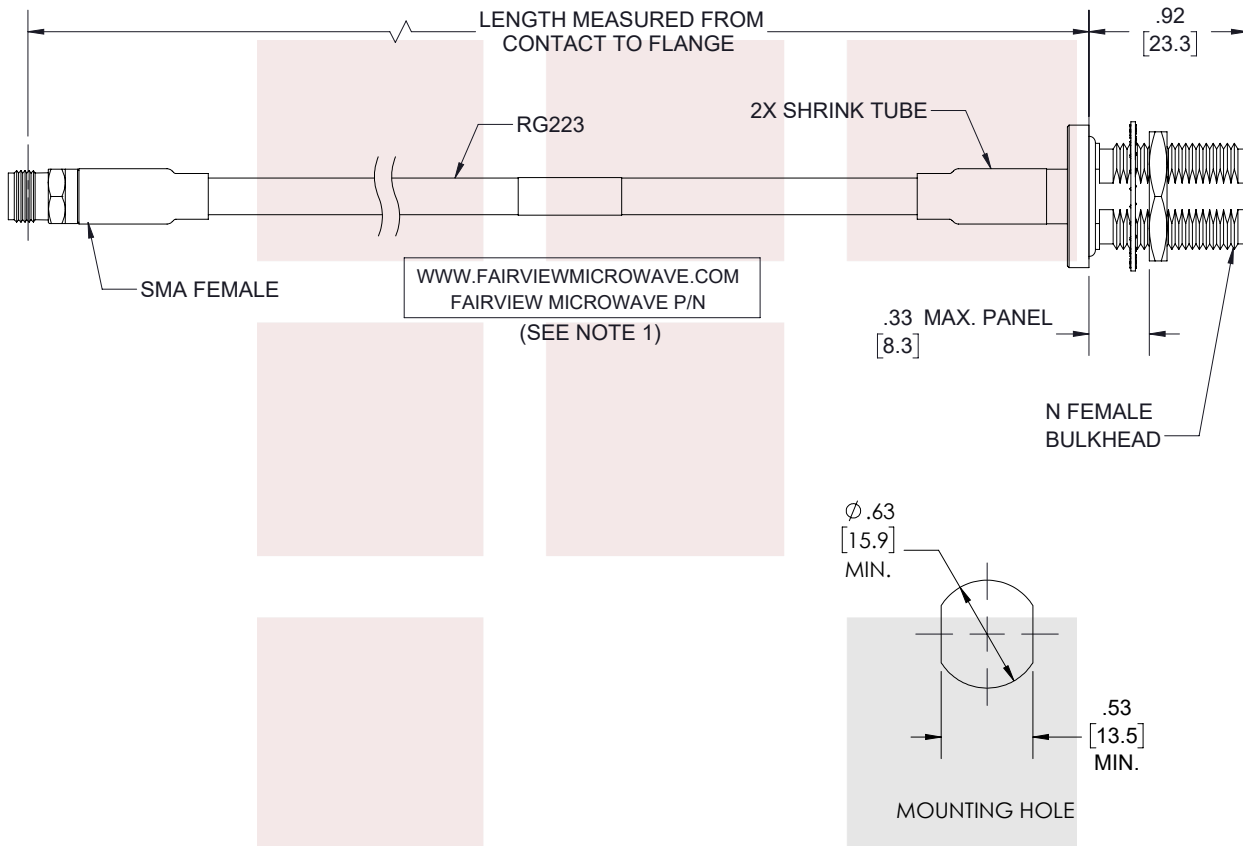 LENGTH MEASURED FROM
CONTACT TO FLANGE
.92
[23.3]
RG223
2X SHRINK TUBE
SMA FEMALE
WWW.FAIRVIEWMICROWAVE.COM
FAIRVIEW MICROWAVE P/N
(SEE NOTE 1)
.33 MAX. PANEL
[8.3]
N FEMALE
BULKHEAD
Ø.63
[15.9]
MIN.
.53
[13.5]
MIN.
MOUNTING HOLE